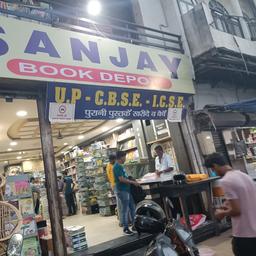 SANJAY
BOOK DEPOT
U.P - C.B.S.E. - I.C.S.E.
पुरानी पुस्तकें खरीदे व बेचें